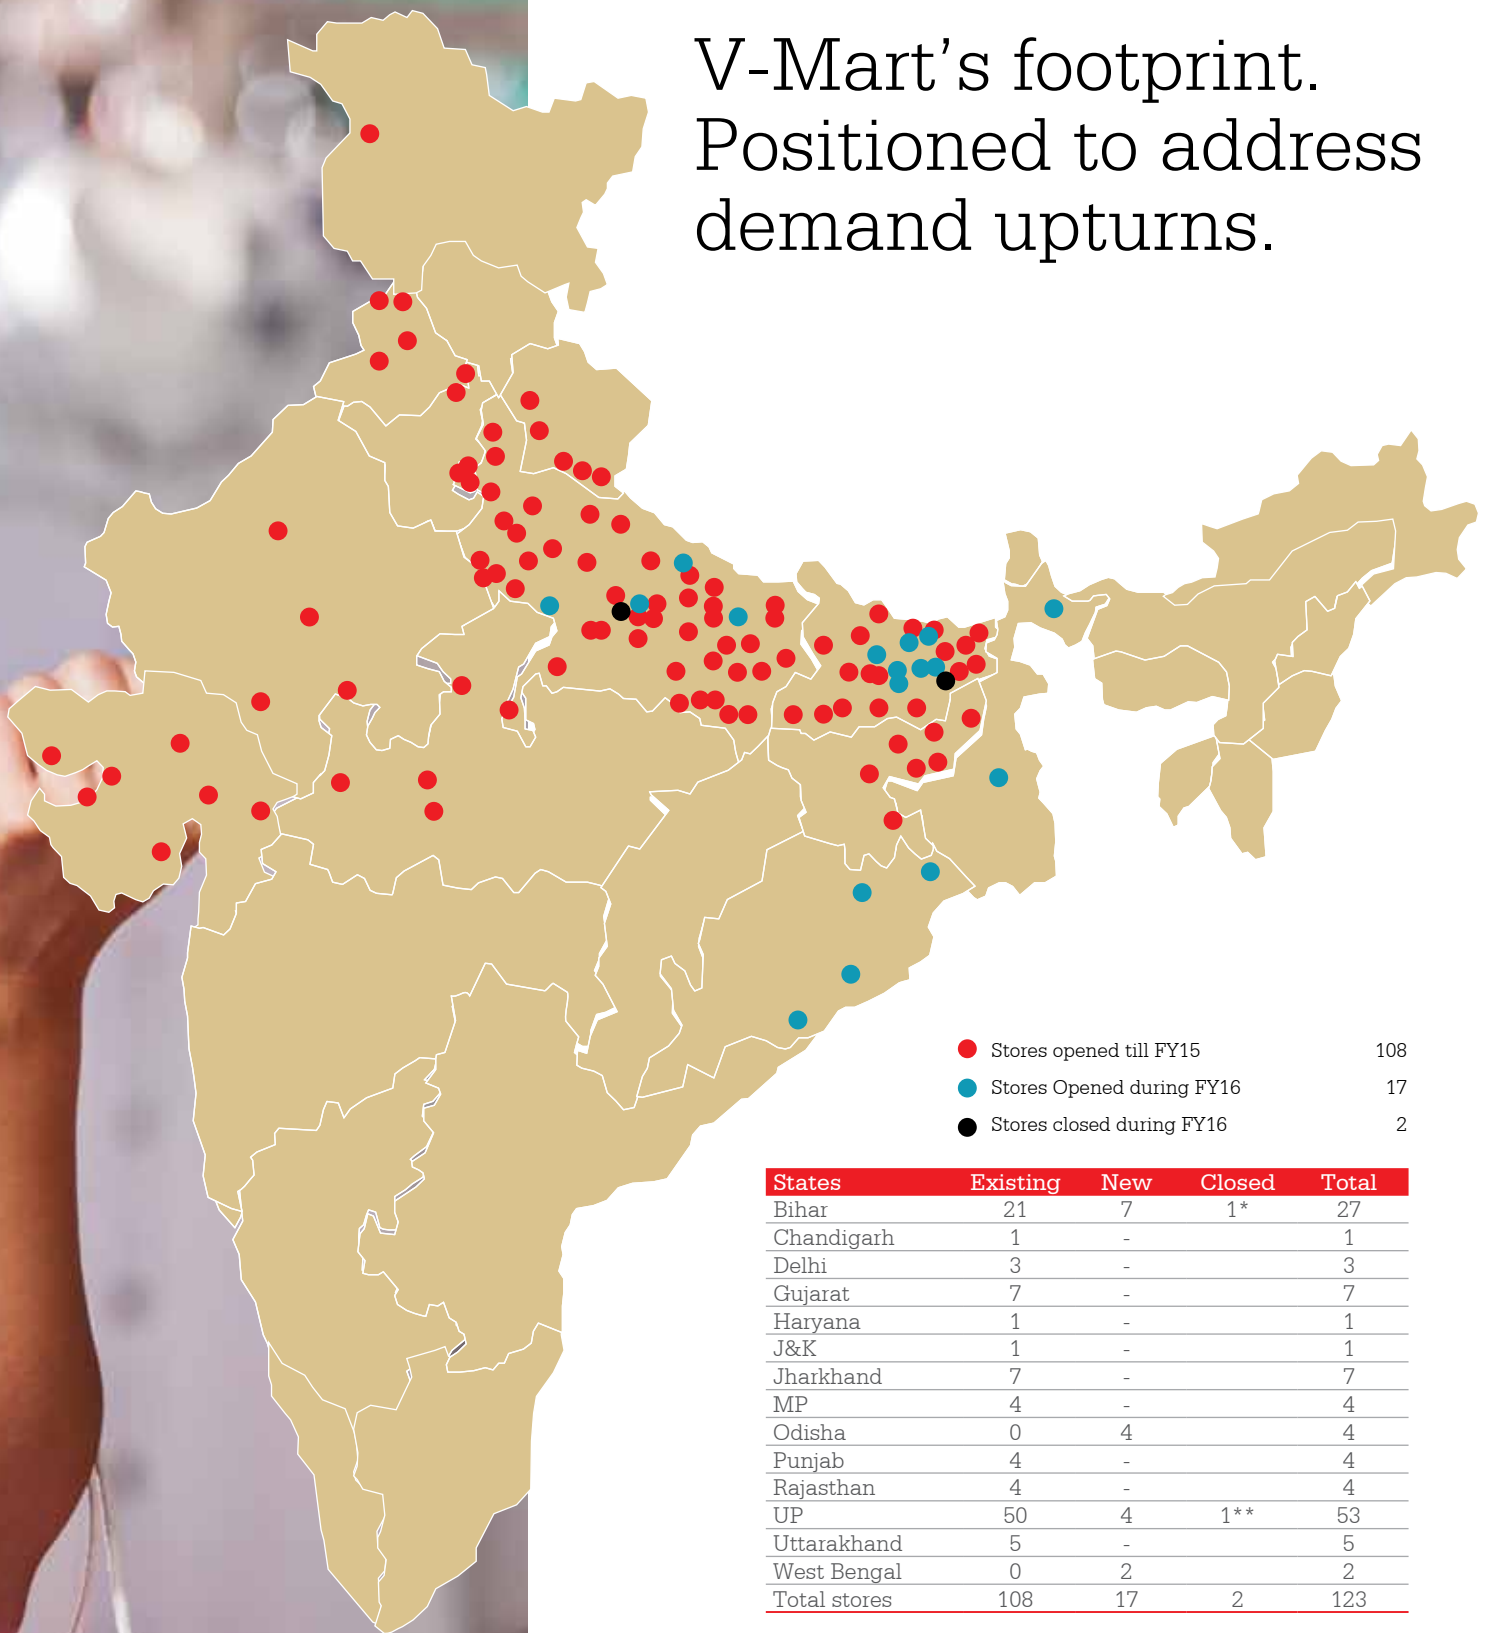 V-Mart’s footprint.
Positioned to address
demand upturns.
Stores opened till FY15 108
Stores Opened during FY16 17
Stores closed during FY16 2
States Existing New Closed Total
Bihar 21 7 1* 27
Chandigarh 1 - 1
Delhi 3 - 3
Gujarat 7 - 7
Haryana 1 - 1
J&K 1 - 1
Jharkhand 7 - 7
MP 4 - 4
Odisha 0 4 4
Punjab 4 - 4
Rajasthan 4 - 4
UP 50 4 1** 53
Uttarakhand 5 - 5
West Bengal 0 2 2
Total stores 108 17 2 123